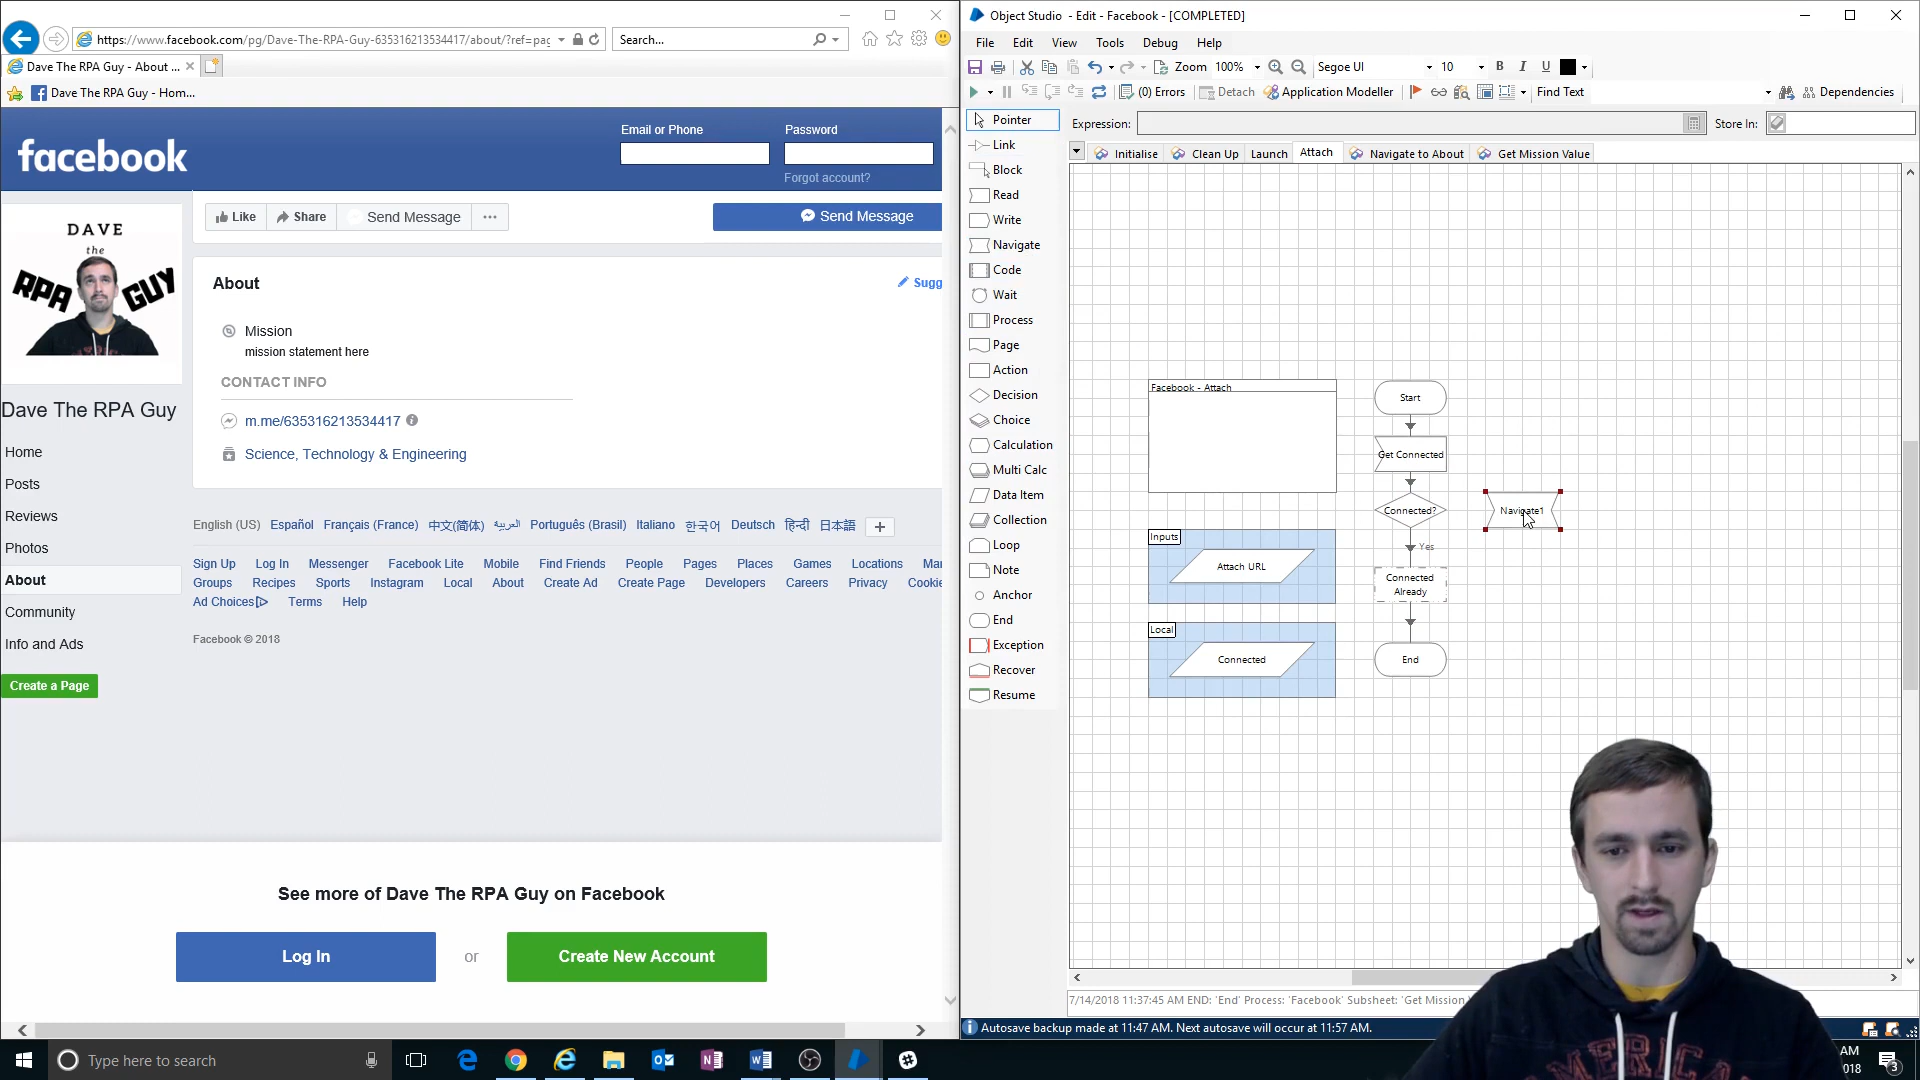 https://www.facebook.com/pg/Dave-The-RPA-Guy-635316213534417/about/?ref=pag
Search...
Dave The RPA Guy - About ...
Dave The RPA Guy - Hom...
facebook
Email or Phone
Password
Forgot account?
DAVE
the
RPA GUY
Like
Share
Send Message
Send Message
About
Sugg
Mission
mission statement here
CONTACT INFO
m.me/635316213534417
Science, Technology & Engineering
Dave The RPA Guy
Home
Posts
Reviews
Photos
About
Community
Info and Ads
Create a Page
English (US) Español Français (France) 中文(简体) العربية Português (Brasil) Italiano 한국어 Deutsch हिन्दी 日本語
Sign Up Log In Messenger Facebook Lite Mobile Find Friends People Pages Places Games Locations Mar
Groups Recipes Sports Instagram Local About Create Ad Create Page Developers Careers Privacy Cookie
Ad Choices Terms Help
Facebook © 2018
See more of Dave The RPA Guy on Facebook
Log In
or
Create New Account
Type here to search
Object Studio - Edit - Facebook - [COMPLETED]
File Edit View Tools Debug Help
Zoom 100% Segoe UI 10 B I U
(0) Errors Detach Application Modeller Find Text Dependencies
Expression:
Store In:
Initialise Clean Up Launch Attach Navigate to About Get Mission Value
Pointer
Link
Block
Read
Write
Navigate
Code
Wait
Process
Page
Action
Decision
Choice
Calculation
Multi Calc
Data Item
Collection
Loop
Note
Anchor
End
Exception
Recover
Resume
Facebook - Attach
Start
Get Connected
Connected?
Navigate1
Yes
Connected
Already
End
Inputs
Attach URL
Local
Connected
7/14/2018 11:37:45 AM END: 'End' Process: 'Facebook' Subsheet: 'Get Mission
Autosave backup made at 11:47 AM. Next autosave will occur at 11:57 AM.
AM
018
3